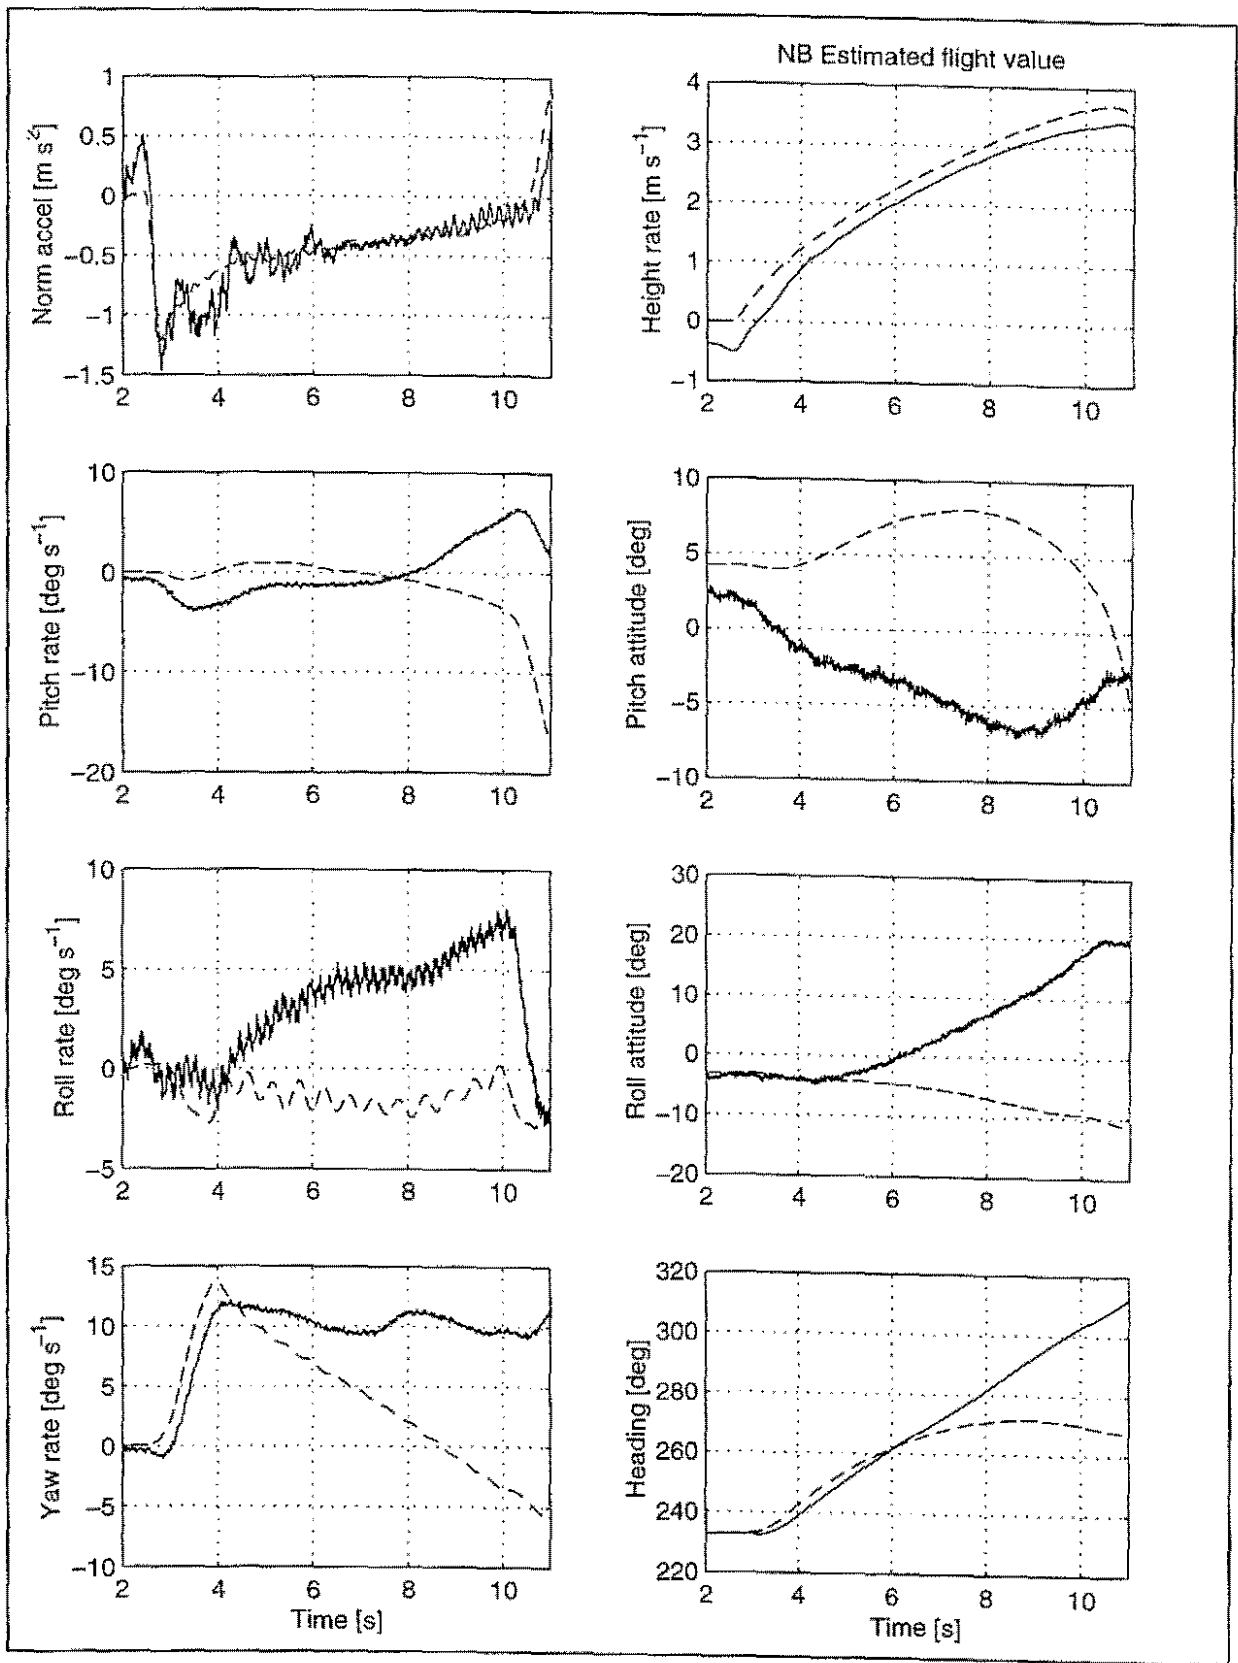 NB Estimated flight value
Norm accel [m s²]
1
0.5
0
−0.5
−1
−1.5
2 4 6 8 10
Height rate [m s⁻¹]
4
3
2
1
0
−1
2 4 6 8 10
Pitch rate [deg s⁻¹]
10
0
−10
−20
2 4 6 8 10
Pitch attitude [deg]
10
5
0
−5
−10
2 4 6 8 10
Roll rate [deg s⁻¹]
10
5
0
−5
2 4 6 8 10
Roll attitude [deg]
30
20
10
0
−10
−20
2 4 6 8 10
Yaw rate [deg s⁻¹]
15
10
5
0
−5
−10
2 4 6 8 10
Time [s]
Heading [deg]
320
300
280
260
240
220
2 4 6 8 10
Time [s]